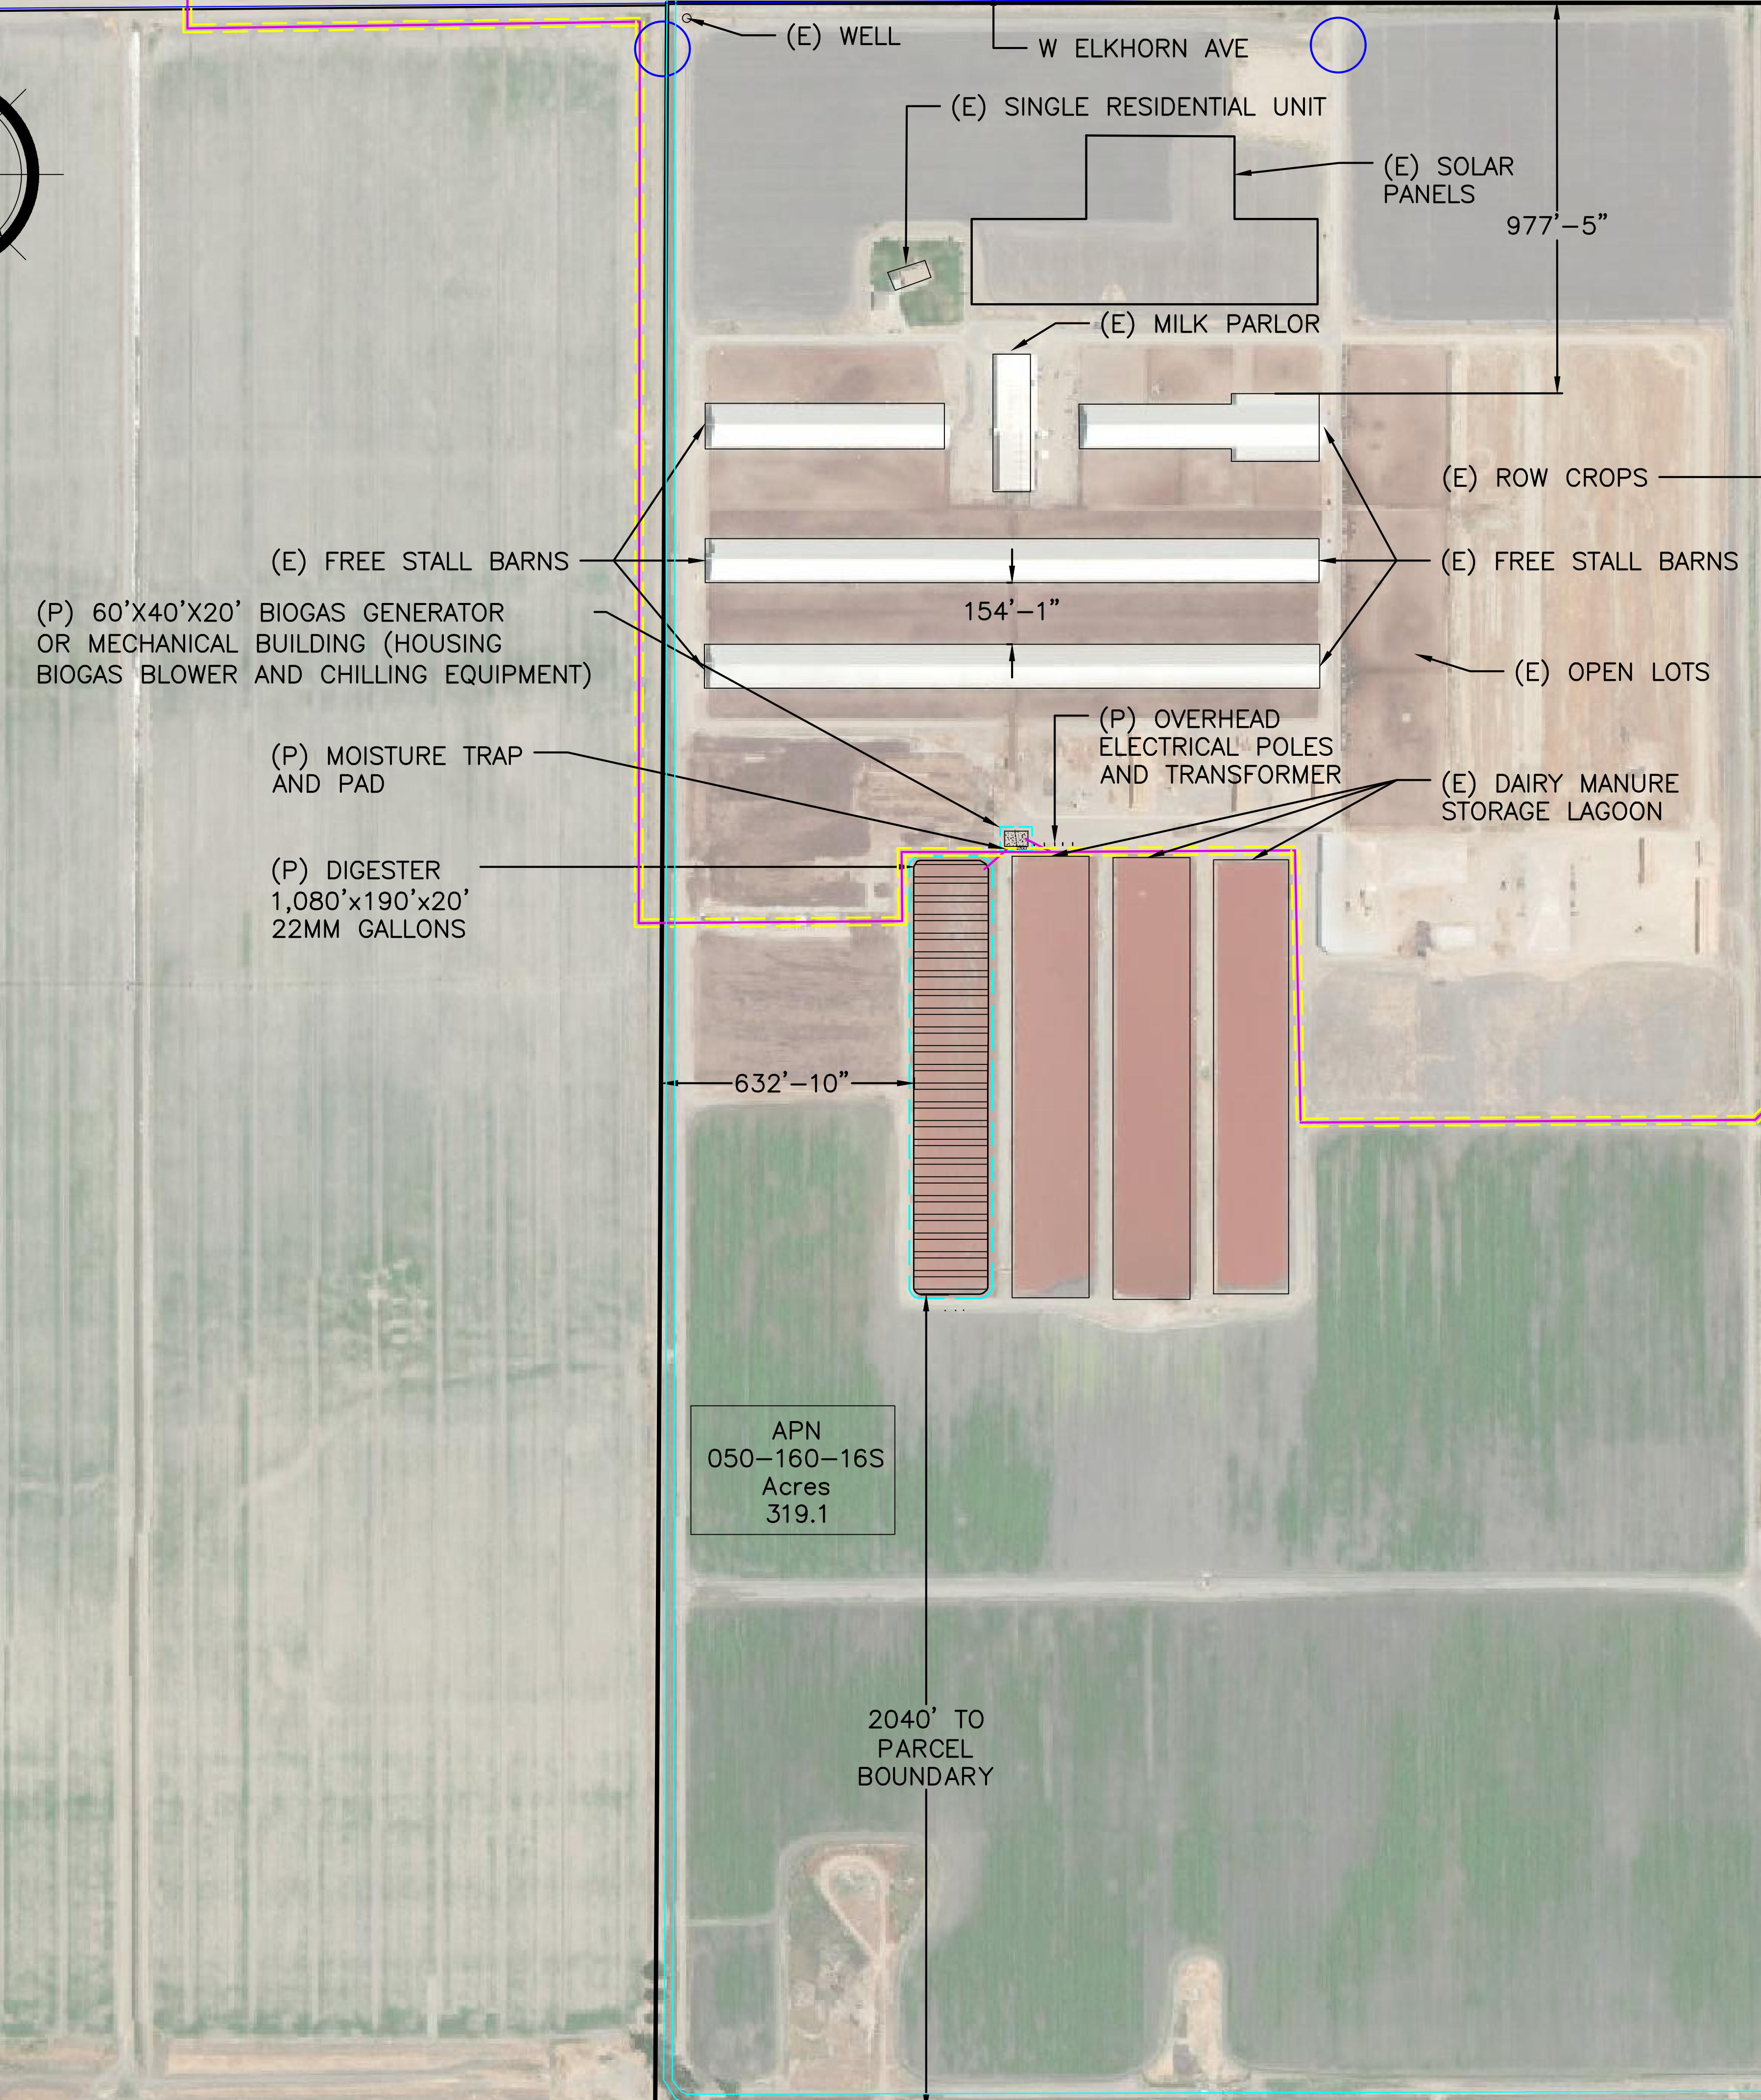 (E) WELL
W ELKHORN AVE
(E) SINGLE RESIDENTIAL UNIT
(E) SOLAR
PANELS
977'-5"
(E) MILK PARLOR
(E) ROW CROPS
(E) FREE STALL BARNS
(E) FREE STALL BARNS
(P) 60'X40'X20' BIOGAS GENERATOR
OR MECHANICAL BUILDING (HOUSING
BIOGAS BLOWER AND CHILLING EQUIPMENT)
154'-1"
(E) OPEN LOTS
(P) OVERHEAD
ELECTRICAL POLES
AND TRANSFORMER
(P) MOISTURE TRAP
AND PAD
(E) DAIRY MANURE
STORAGE LAGOON
(P) DIGESTER
1,080'x190'x20'
22MM GALLONS
632'-10"
APN
050-160-16S
Acres
319.1
2040' TO
PARCEL
BOUNDARY